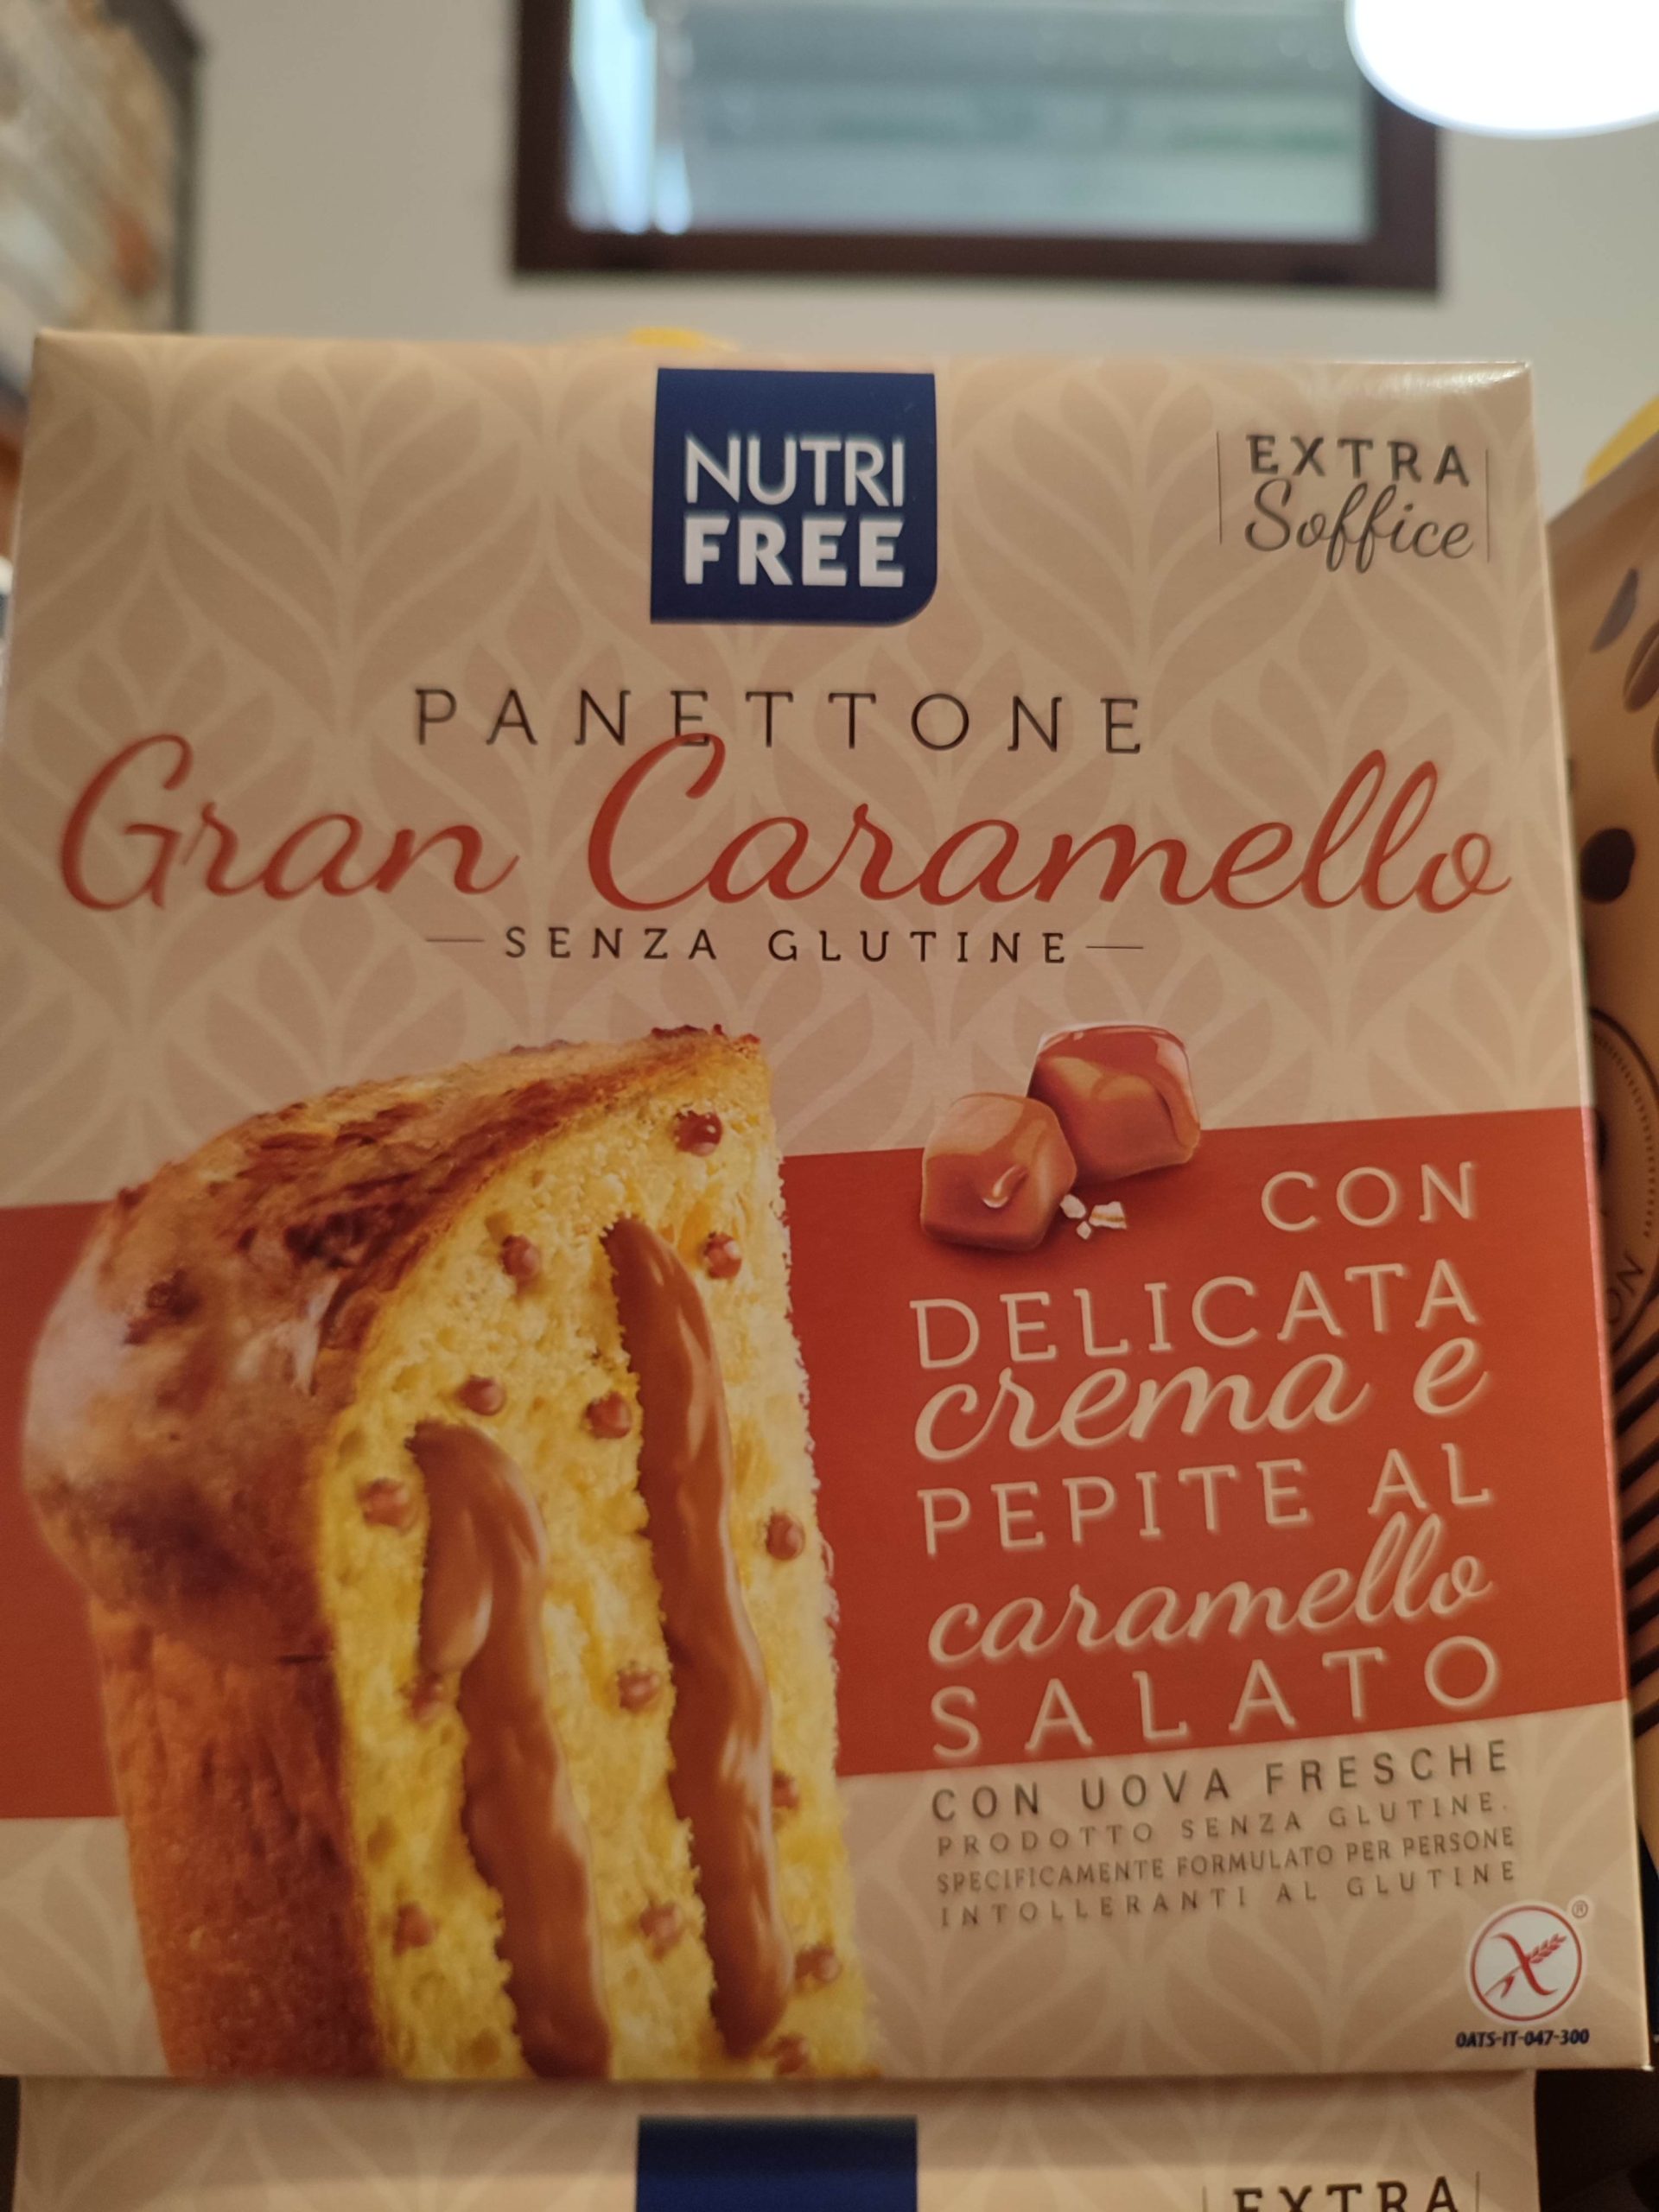 NUTRI
FREE
EXTRA
Soffice
PANETTONE
Gran Caramello
SENZA GLUTINE
CON
DELICATA
crema e
PEPITE AL
caramello
SALATO
CON UOVA FRESCHE
PRODOTTO SENZA GLUTINE.
SPECIFICAMENTE FORMULATO PER PERSONE
INTOLLERANTI AL GLUTINE
®
OATS-IT-047-300
EXTRA